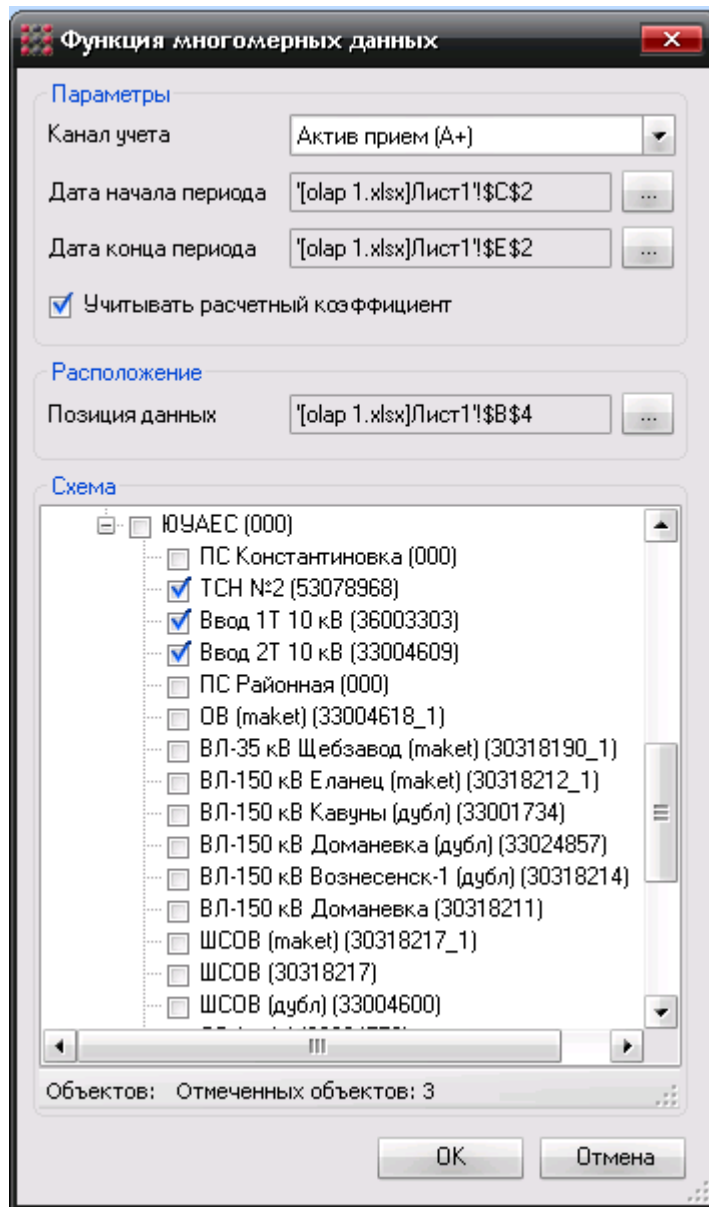 Функция многомерных данных
Параметры
Канал учета Актив прием (А+)
Дата начала периода '[olap 1.xlsx]Лист1'!$C$2 ...
Дата конца периода '[olap 1.xlsx]Лист1'!$E$2 ...
Учитывать расчетный коэффициент
Расположение
Позиция данных '[olap 1.xlsx]Лист1'!$B$4 ...
Схема
ЮУАЕС (000)
ПС Константиновка (000)
ТСН №2 (53078968)
Ввод 1Т 10 кВ (36003303)
Ввод 2Т 10 кВ (33004609)
ПС Районная (000)
ОВ (maket) (33004618_1)
ВЛ-35 кВ Щебзавод (maket) (30318190_1)
ВЛ-150 кВ Еланец (maket) (30318212_1)
ВЛ-150 кВ Кавуны (дубл) (33001734)
ВЛ-150 кВ Доманевка (дубл) (33024857)
ВЛ-150 кВ Вознесенск-1 (дубл) (30318214)
ВЛ-150 кВ Доманевка (30318211)
ШСОВ (maket) (30318217_1)
ШСОВ (30318217)
ШСОВ (дубл) (33004600)
Объектов: Отмеченных объектов: 3
OK Отмена